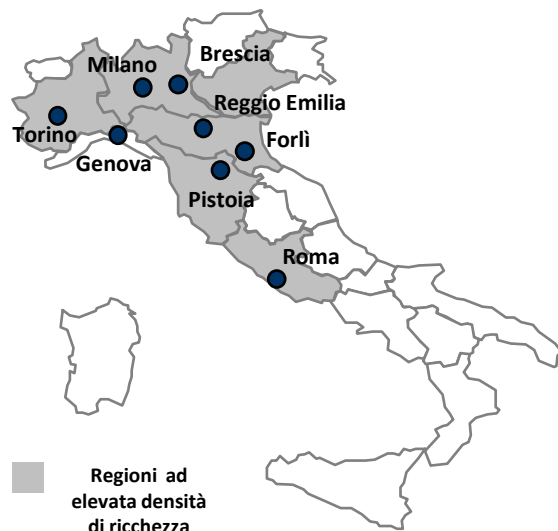 Brescia
Milano
Reggio Emilia
Torino
Forlì
Genova
Pistoia
Roma
Regioni ad
elevata densità
di ricchezza